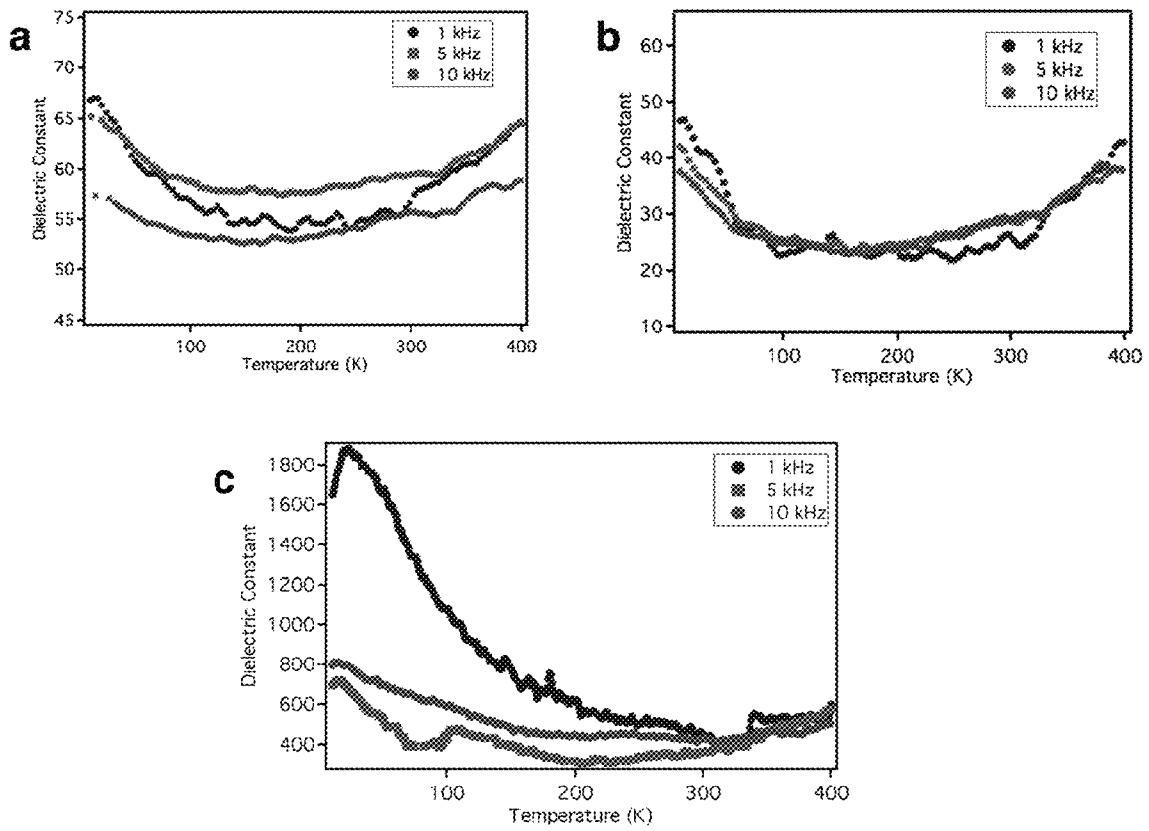 a
75
70
65
60
55
50
45
Dielectric Constant
100
200
300
400
Temperature (K)
1 kHz
5 kHz
10 kHz
b
60
50
40
30
20
10
Dielectric Constant
100
200
300
400
Temperature (K)
1 kHz
5 kHz
10 kHz
c
1800
1600
1400
1200
1000
800
600
400
Dielectric Constant
100
200
300
400
Temperature (K)
1 kHz
5 kHz
10 kHz